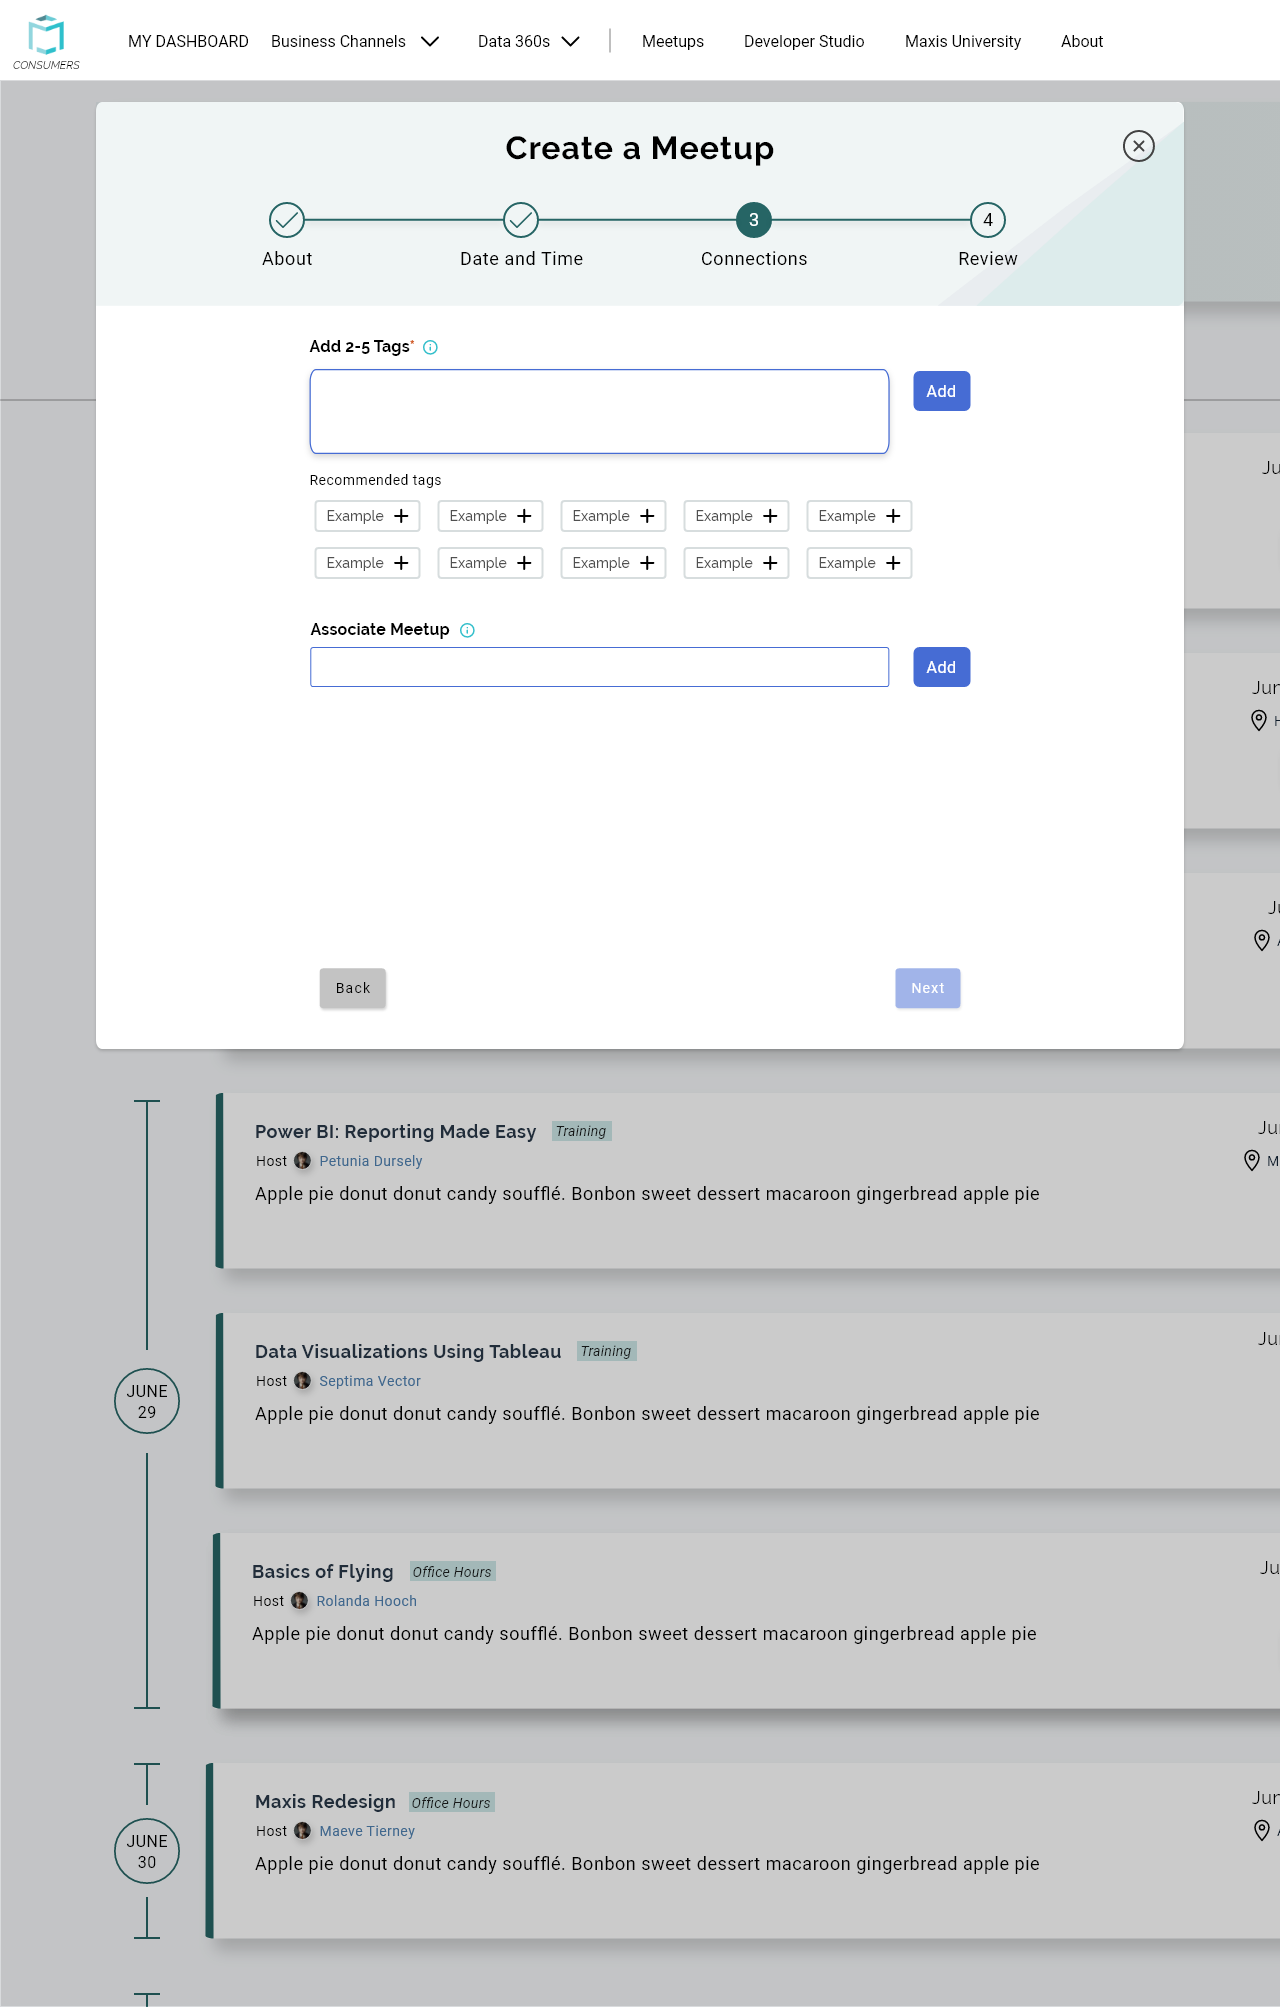 CONSUMERS
MY DASHBOARD Business Channels Data 360s Meetups Developer Studio Maxis University About
Create a Meetup
3 4
About Date and Time Connections Review
Add 2-5 Tags*
Add
Recommended tags
Example Example Example Example Example
Example Example Example Example Example
Associate Meetup
Add
Back Next
Power BI: Reporting Made Easy Training
Host Petunia Dursely
Apple pie donut donut candy soufflé. Bonbon sweet dessert macaroon gingerbread apple pie
JUNE
29
Data Visualizations Using Tableau Training
Host Septima Vector
Apple pie donut donut candy soufflé. Bonbon sweet dessert macaroon gingerbread apple pie
Basics of Flying Office Hours
Host Rolanda Hooch
Apple pie donut donut candy soufflé. Bonbon sweet dessert macaroon gingerbread apple pie
JUNE
30
Maxis Redesign Office Hours
Host Maeve Tierney
Apple pie donut donut candy soufflé. Bonbon sweet dessert macaroon gingerbread apple pie